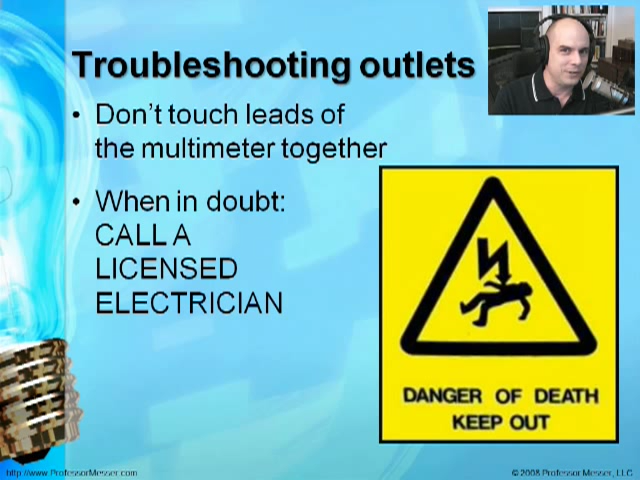 Troubleshooting outlets
• Don't touch leads of
the multimeter together
• When in doubt:
CALL A
LICENSED
ELECTRICIAN
DANGER OF DEATH
KEEP OUT
http://www.ProfessorMesser.com
© 2008 Professor Messer, LLC